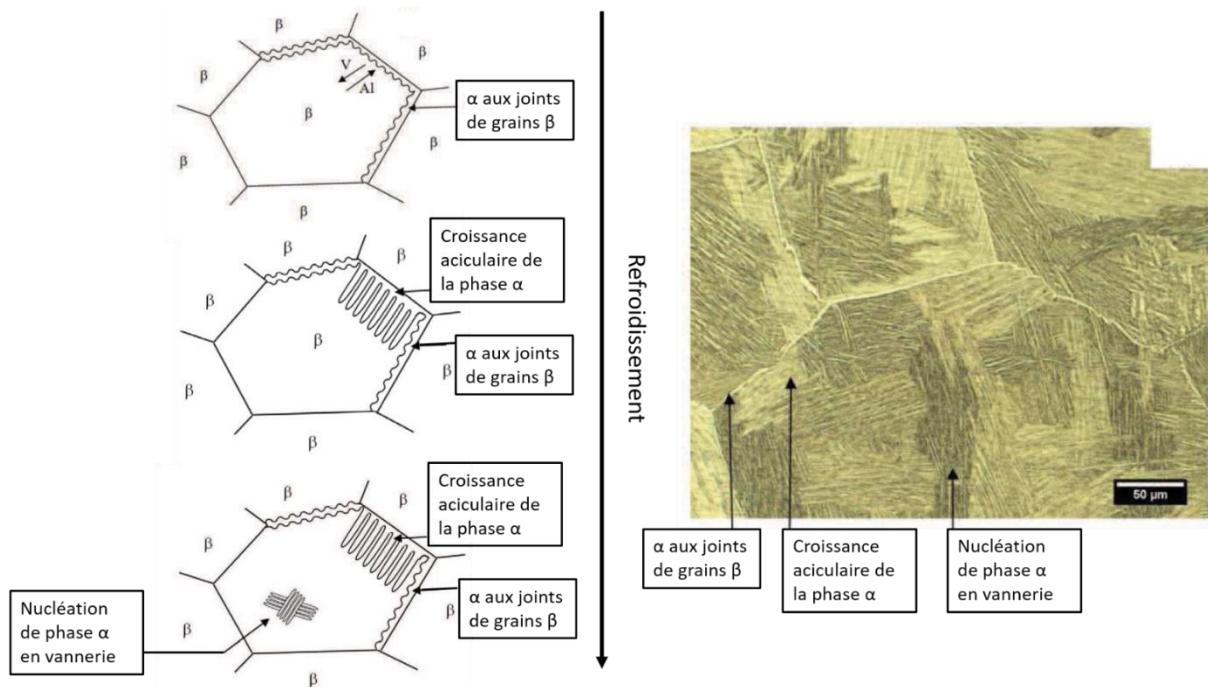 β
β
β
β
β
β
β
V
Al
α aux joints
de grains β
β
β
β
β
β
β
β
Croissance
aciculaire de
la phase α
α aux joints
de grains β
β
β
β
β
β
β
Croissance
aciculaire de
la phase α
α aux joints
de grains β
Nucléation
de phase α
en vannerie
Refroidissement
50 µm
α aux joints
de grains β
Croissance
aciculaire de
la phase α
Nucléation
de phase α
en vannerie